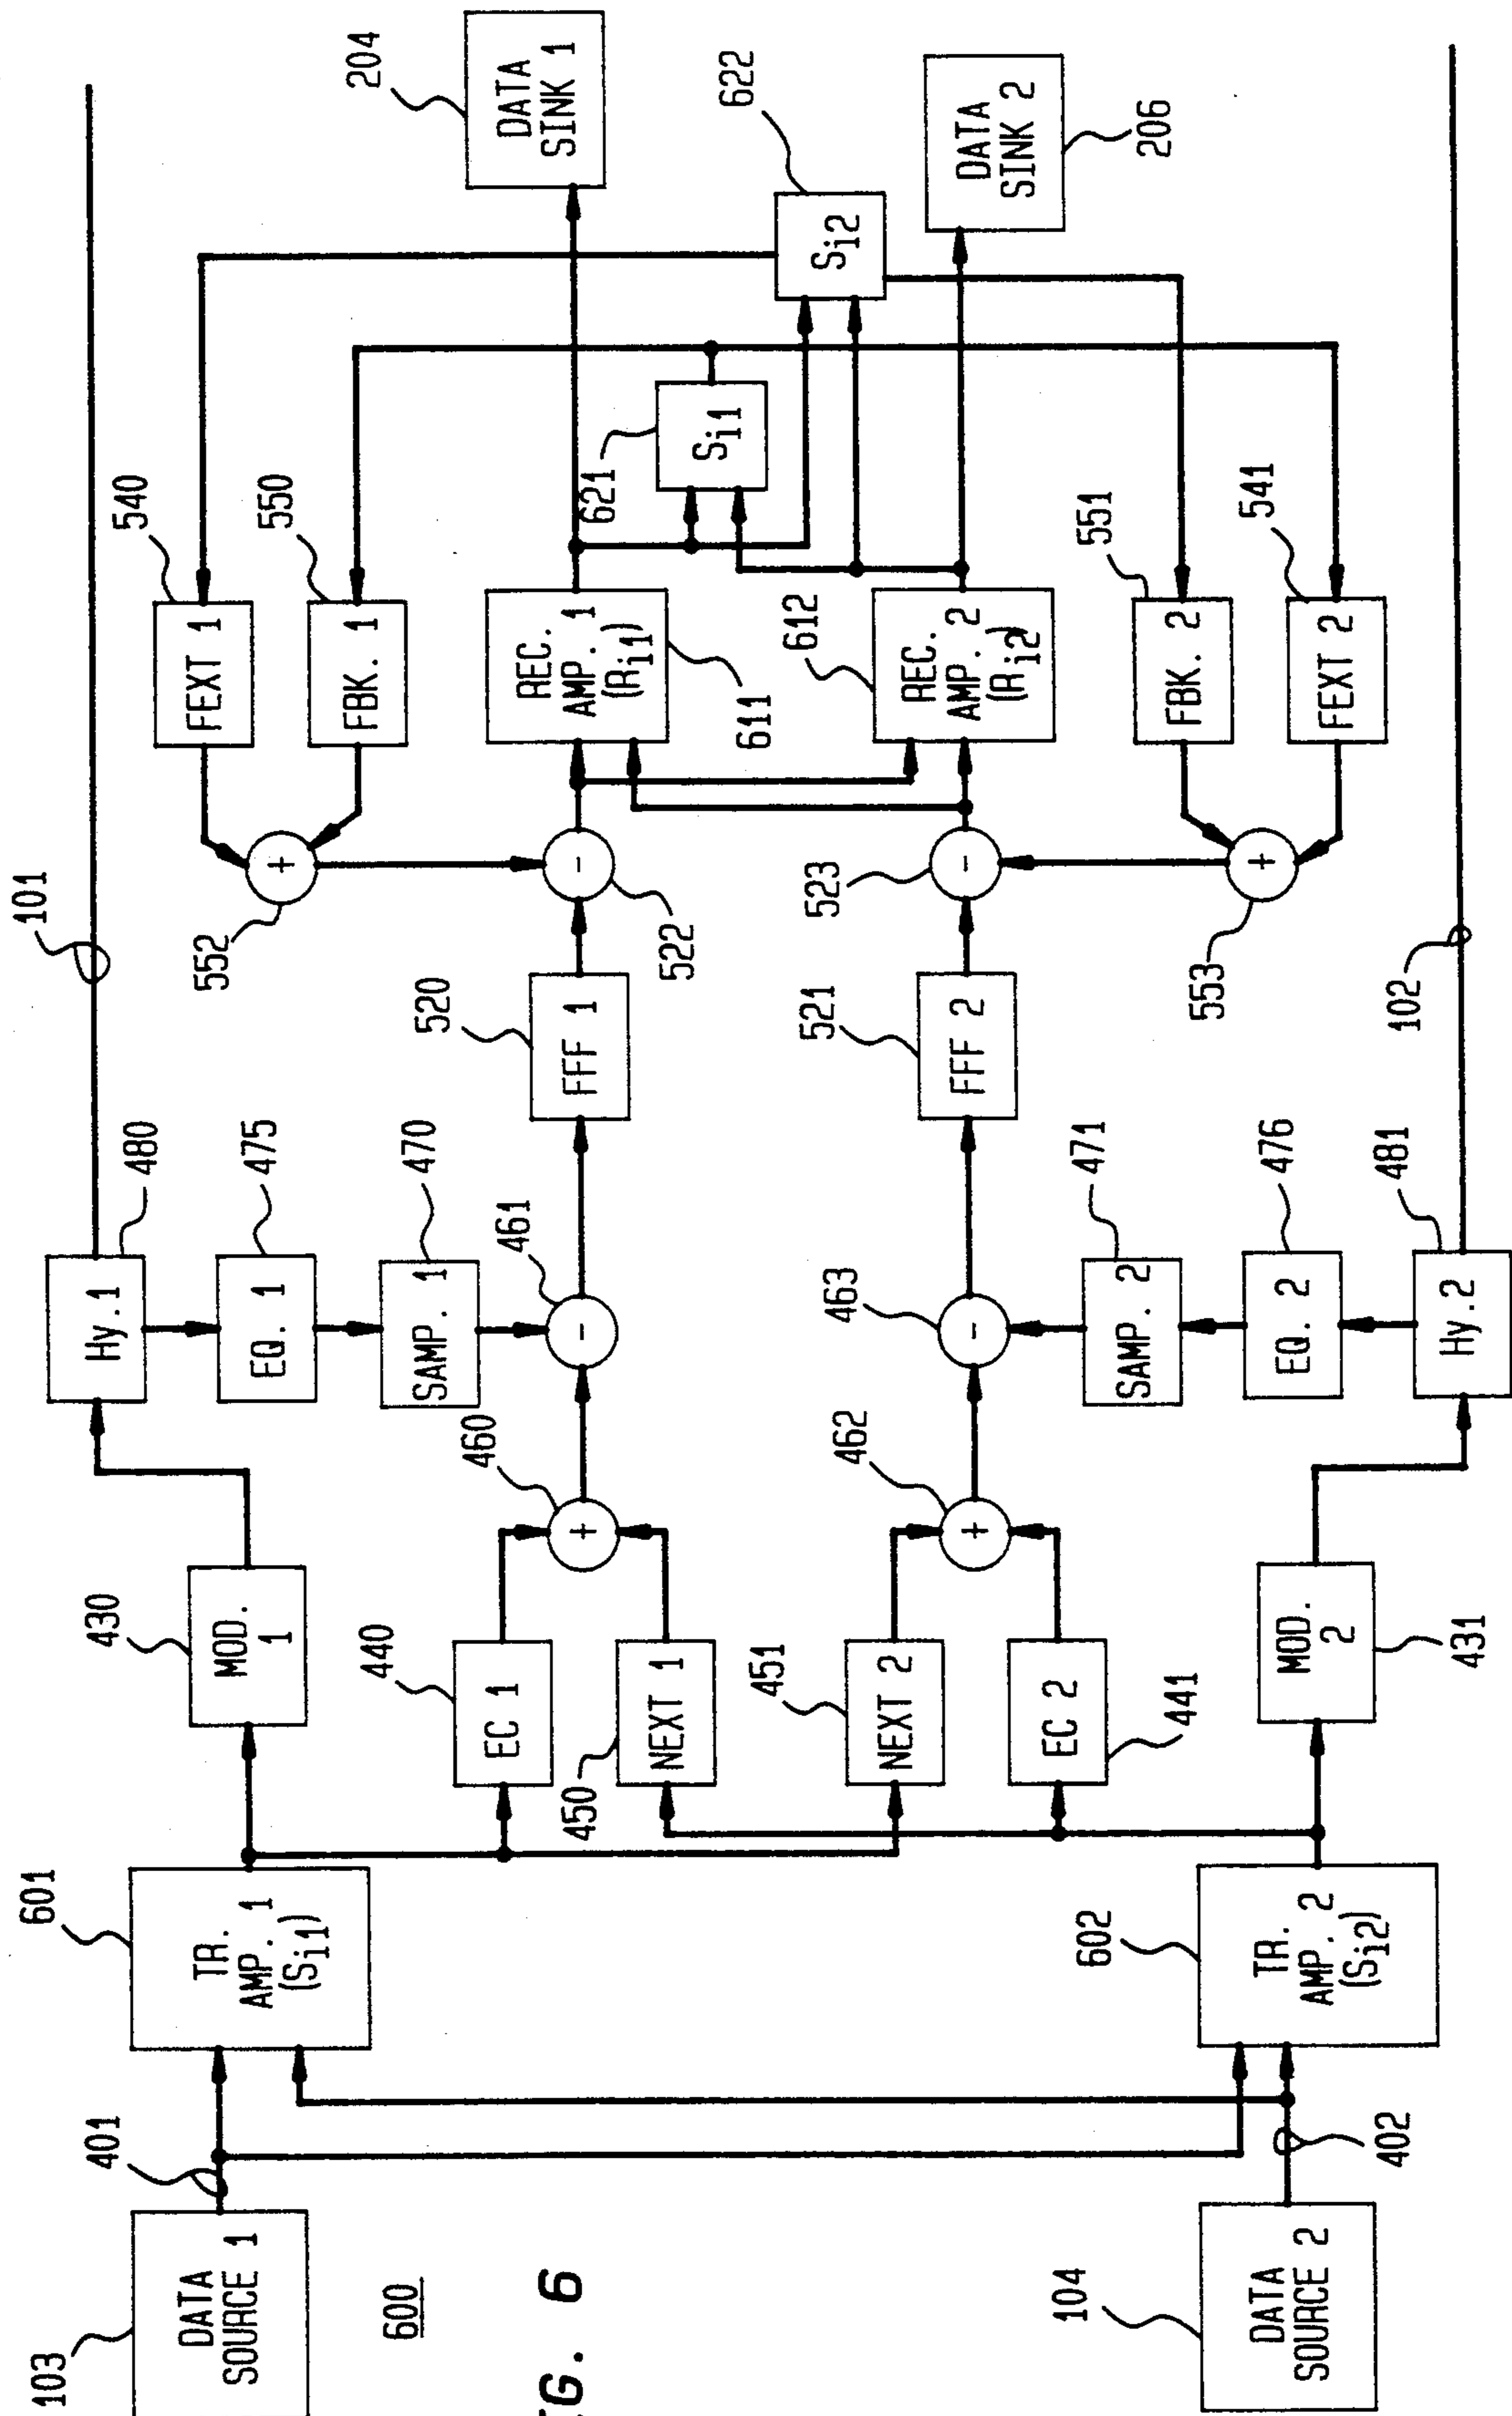 FIG. 6
600
103
DATA
SOURCE 1
401
601
TR.
AMP. 1
(Si1)
430
MOD.
1
Hy.1
480
101
EQ. 1
475
SAMP. 1
470
440
EC 1
450
NEXT 1
460
+
461
-
520
FFF 1
522
-
552
+
540
FEXT 1
550
FBK. 1
REC.
AMP. 1
(Ri1)
611
621
Si1
Si2
622
204
DATA
SINK 1
104
DATA
SOURCE 2
402
602
TR.
AMP. 2
(Si2)
451
NEXT 2
EC 2
441
462
+
463
-
MOD.
2
431
SAMP. 2
471
EQ. 2
476
Hy.2
481
102
521
FFF 2
523
-
553
+
612
REC.
AMP. 2
(Ri2)
551
FBK. 2
541
FEXT 2
DATA
SINK 2
206